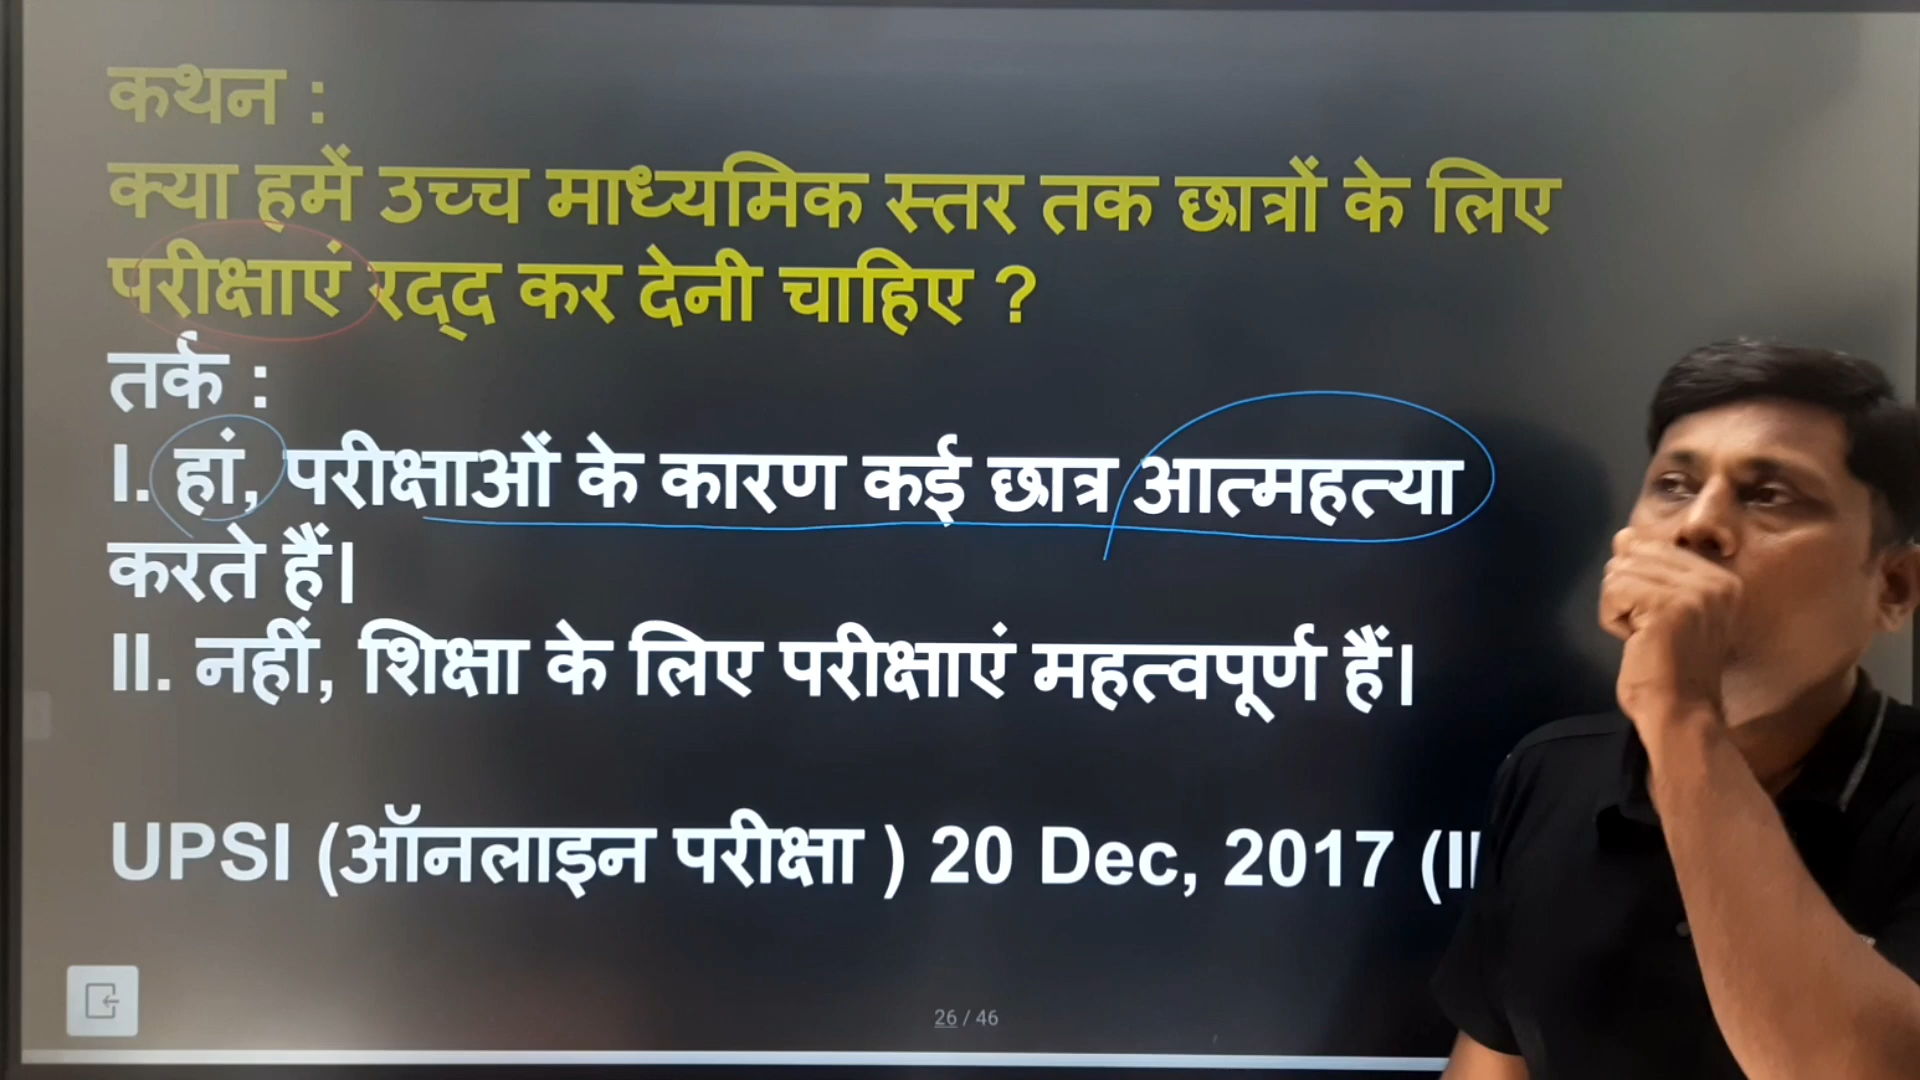 कथन :
क्या हमें उच्च माध्यमिक स्तर तक छात्रों के लिए
परीक्षाएं रद्द कर देनी चाहिए ?
तर्क :
I. हां, परीक्षाओं के कारण कई छात्र आत्महत्या
करते हैं।
II. नहीं, शिक्षा के लिए परीक्षाएं महत्वपूर्ण हैं।
UPSI (ऑनलाइन परीक्षा ) 20 Dec, 2017 (II
26 / 46